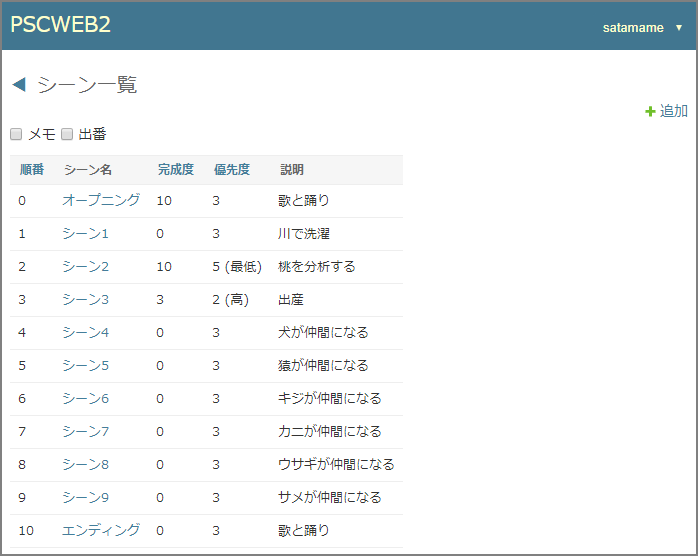 PSCWEB2
satamame ▼
◀ シーン一覧
+ 追加
メモ 出番
順番 シーン名 完成度 優先度 説明
0 オープニング 10 3 歌と踊り
1 シーン1 0 3 川で洗濯
2 シーン2 10 5 (最低) 桃を分析する
3 シーン3 3 2 (高) 出産
4 シーン4 0 3 犬が仲間になる
5 シーン5 0 3 猿が仲間になる
6 シーン6 0 3 キジが仲間になる
7 シーン7 0 3 カニが仲間になる
8 シーン8 0 3 ウサギが仲間になる
9 シーン9 0 3 サメが仲間になる
10 エンディング 0 3 歌と踊り